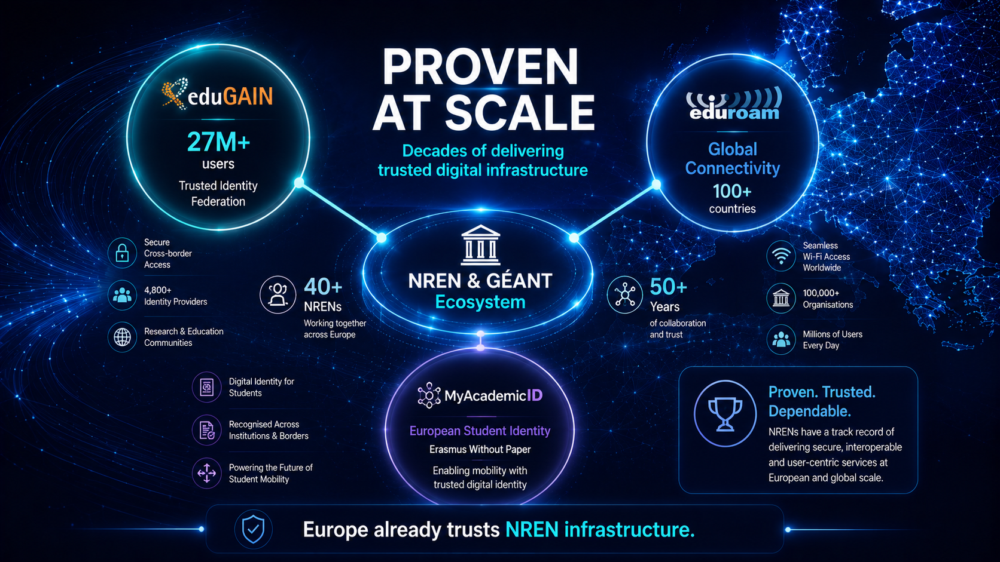 PROVEN
AT SCALE
Decades of delivering
trusted digital infrastructure
eduGAIN
27M+
users
Trusted Identity
Federation
Secure
Cross-border
Access
4,800+
Identity Providers
Research & Education
Communities
eduroam
Global
Connectivity
100+
countries
Seamless
Wi-Fi Access
Worldwide
100,000+
Organisations
Millions of Users
Every Day
40+
NRENs
Working together
across Europe
NREN & GÉANT
Ecosystem
50+
Years
of collaboration
and trust
Digital Identity for
Students
Recognised Across
Institutions & Borders
Powering the Future of
Student Mobility
MyAcademicID
European Student Identity
Erasmus Without Paper
Enabling mobility with
trusted digital identity
Proven. Trusted.
Dependable.
NRENs have a track record of
delivering secure, interoperable
and user-centric services at
European and global scale.
Europe already trusts NREN infrastructure.